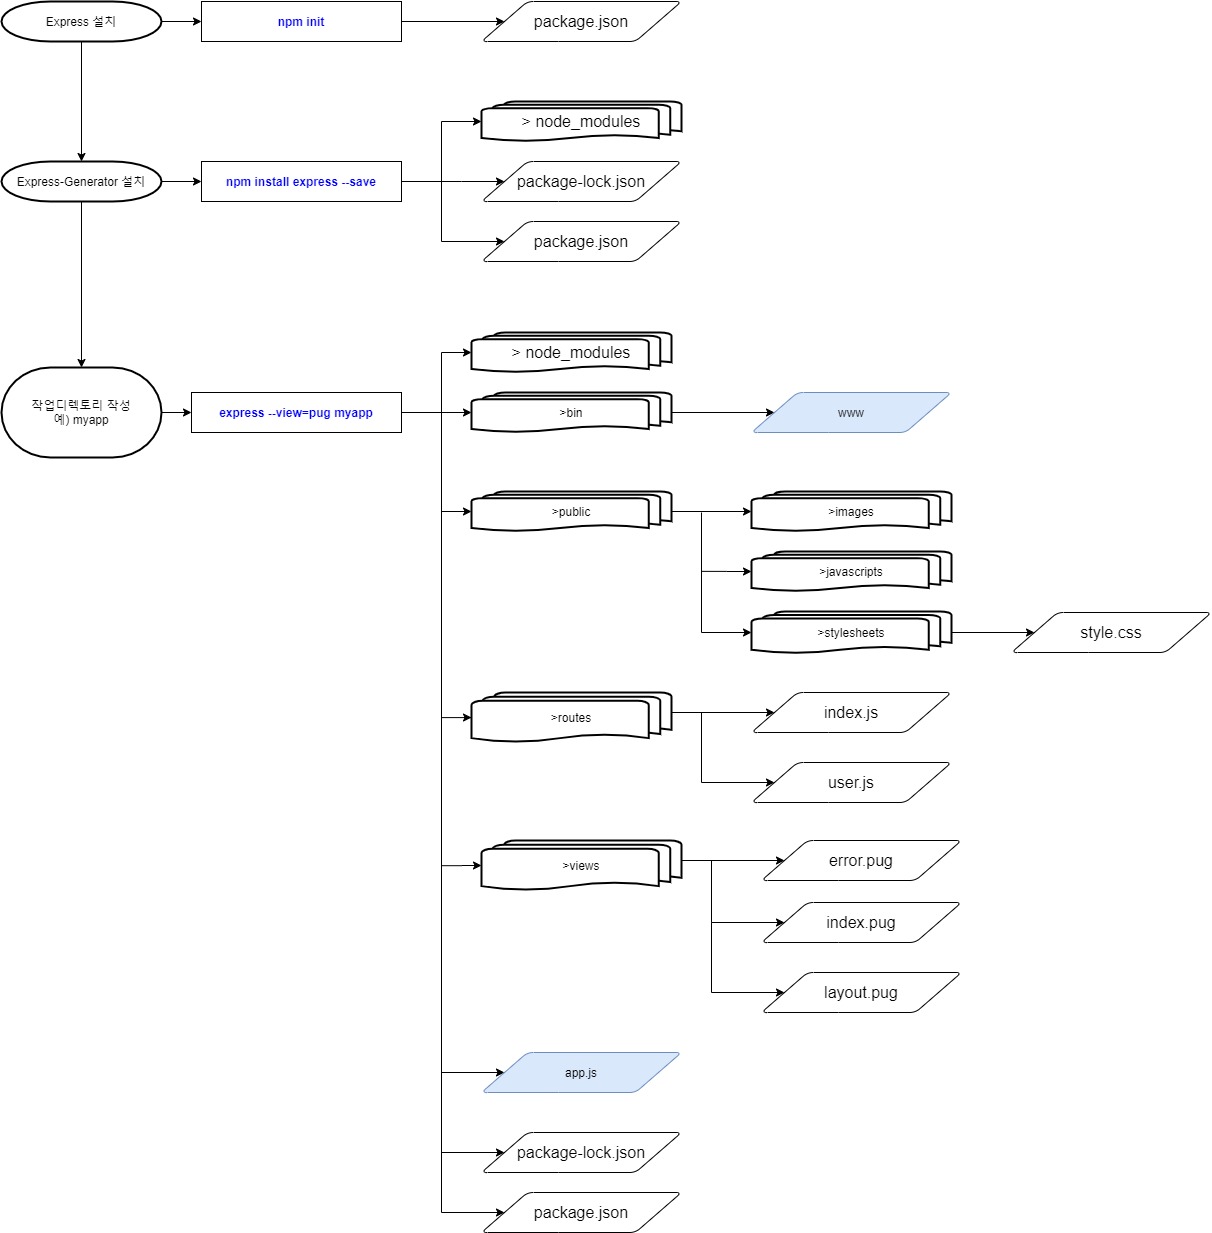 Express 설치
npm init
package.json
> node_modules
Express-Generator 설치
npm install express --save
package-lock.json
package.json
> node_modules
작업디렉토리 작성
예) myapp
express --view=pug myapp
>bin
www
>public
>images
>javascripts
>stylesheets
style.css
>routes
index.js
user.js
>views
error.pug
index.pug
layout.pug
app.js
package-lock.json
package.json